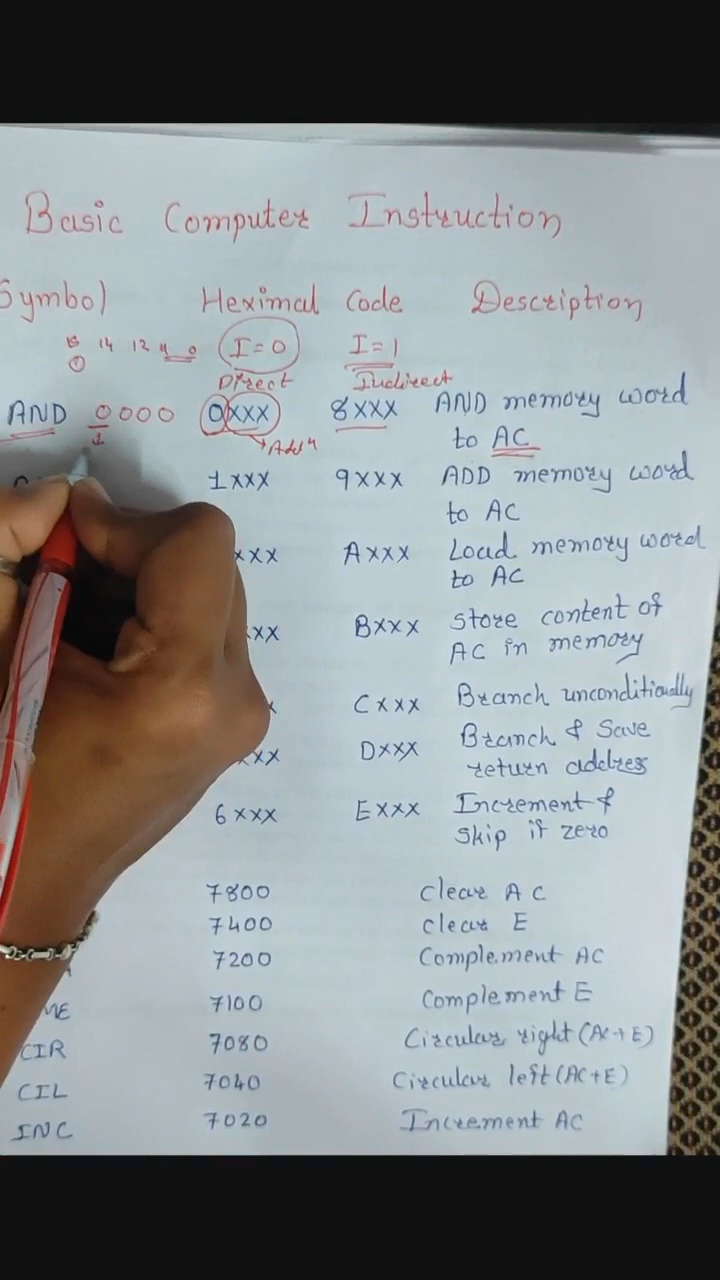 Basic Computer Instruction
Symbol Heximal Code Description
15 14 12 11 0 I=0 I=1
Direct Indirect
AND 0000 0XXX 8XXX AND memory word
1 to AC
1XXX 9XXX ADD memory word
to AC
XXX AXXX Load memory word
to AC
XX BXXX Store content of
AC in memory
CXXX Branch unconditionally
XX DXXX Branch & Save
return address
6XXX EXXX Increment &
Skip if zero
7800 Clear AC
7400 Clear E
7200 Complement AC
ME 7100 Complement E
CIR 7080 Circular right (AC+E)
CIL 7040 Circular left (AC+E)
INC 7020 Increment AC